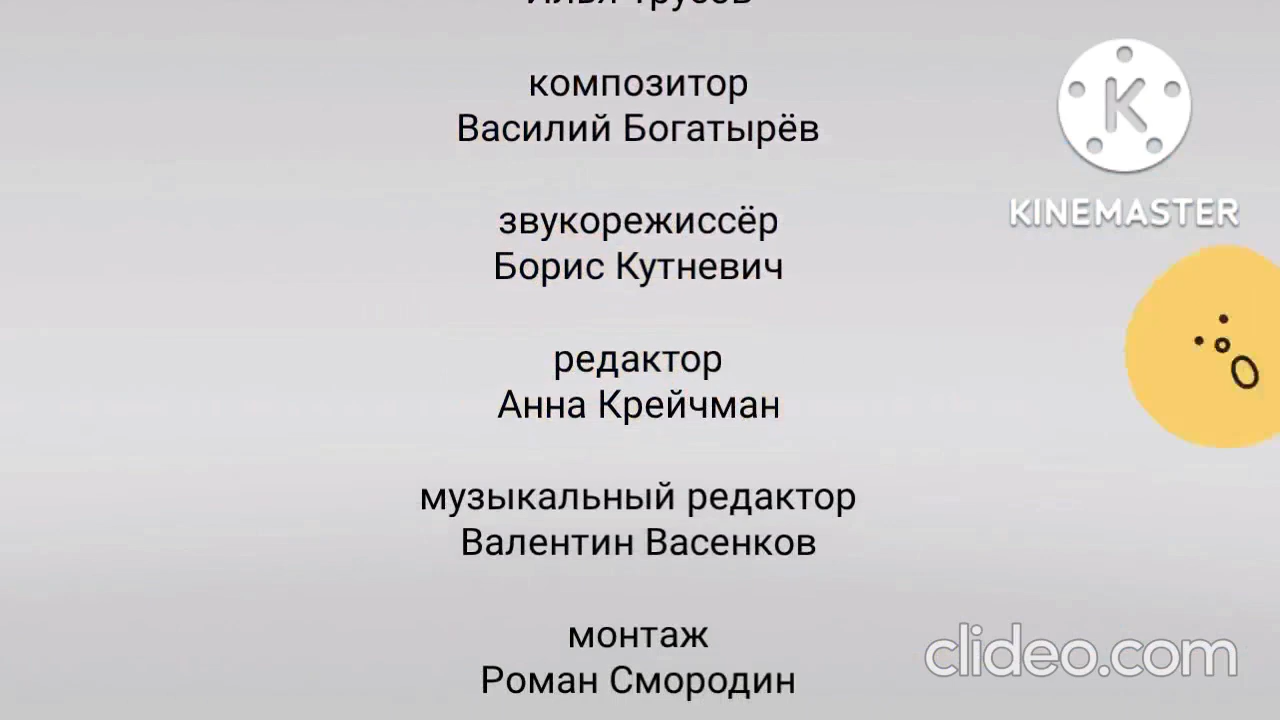 композитор
Василий Богатырёв
звукорежиссёр
Борис Кутневич
редактор
Анна Крейчман
музыкальный редактор
Валентин Васенков
монтаж
Роман Смородин
K
KINEMASTER
clideo.com